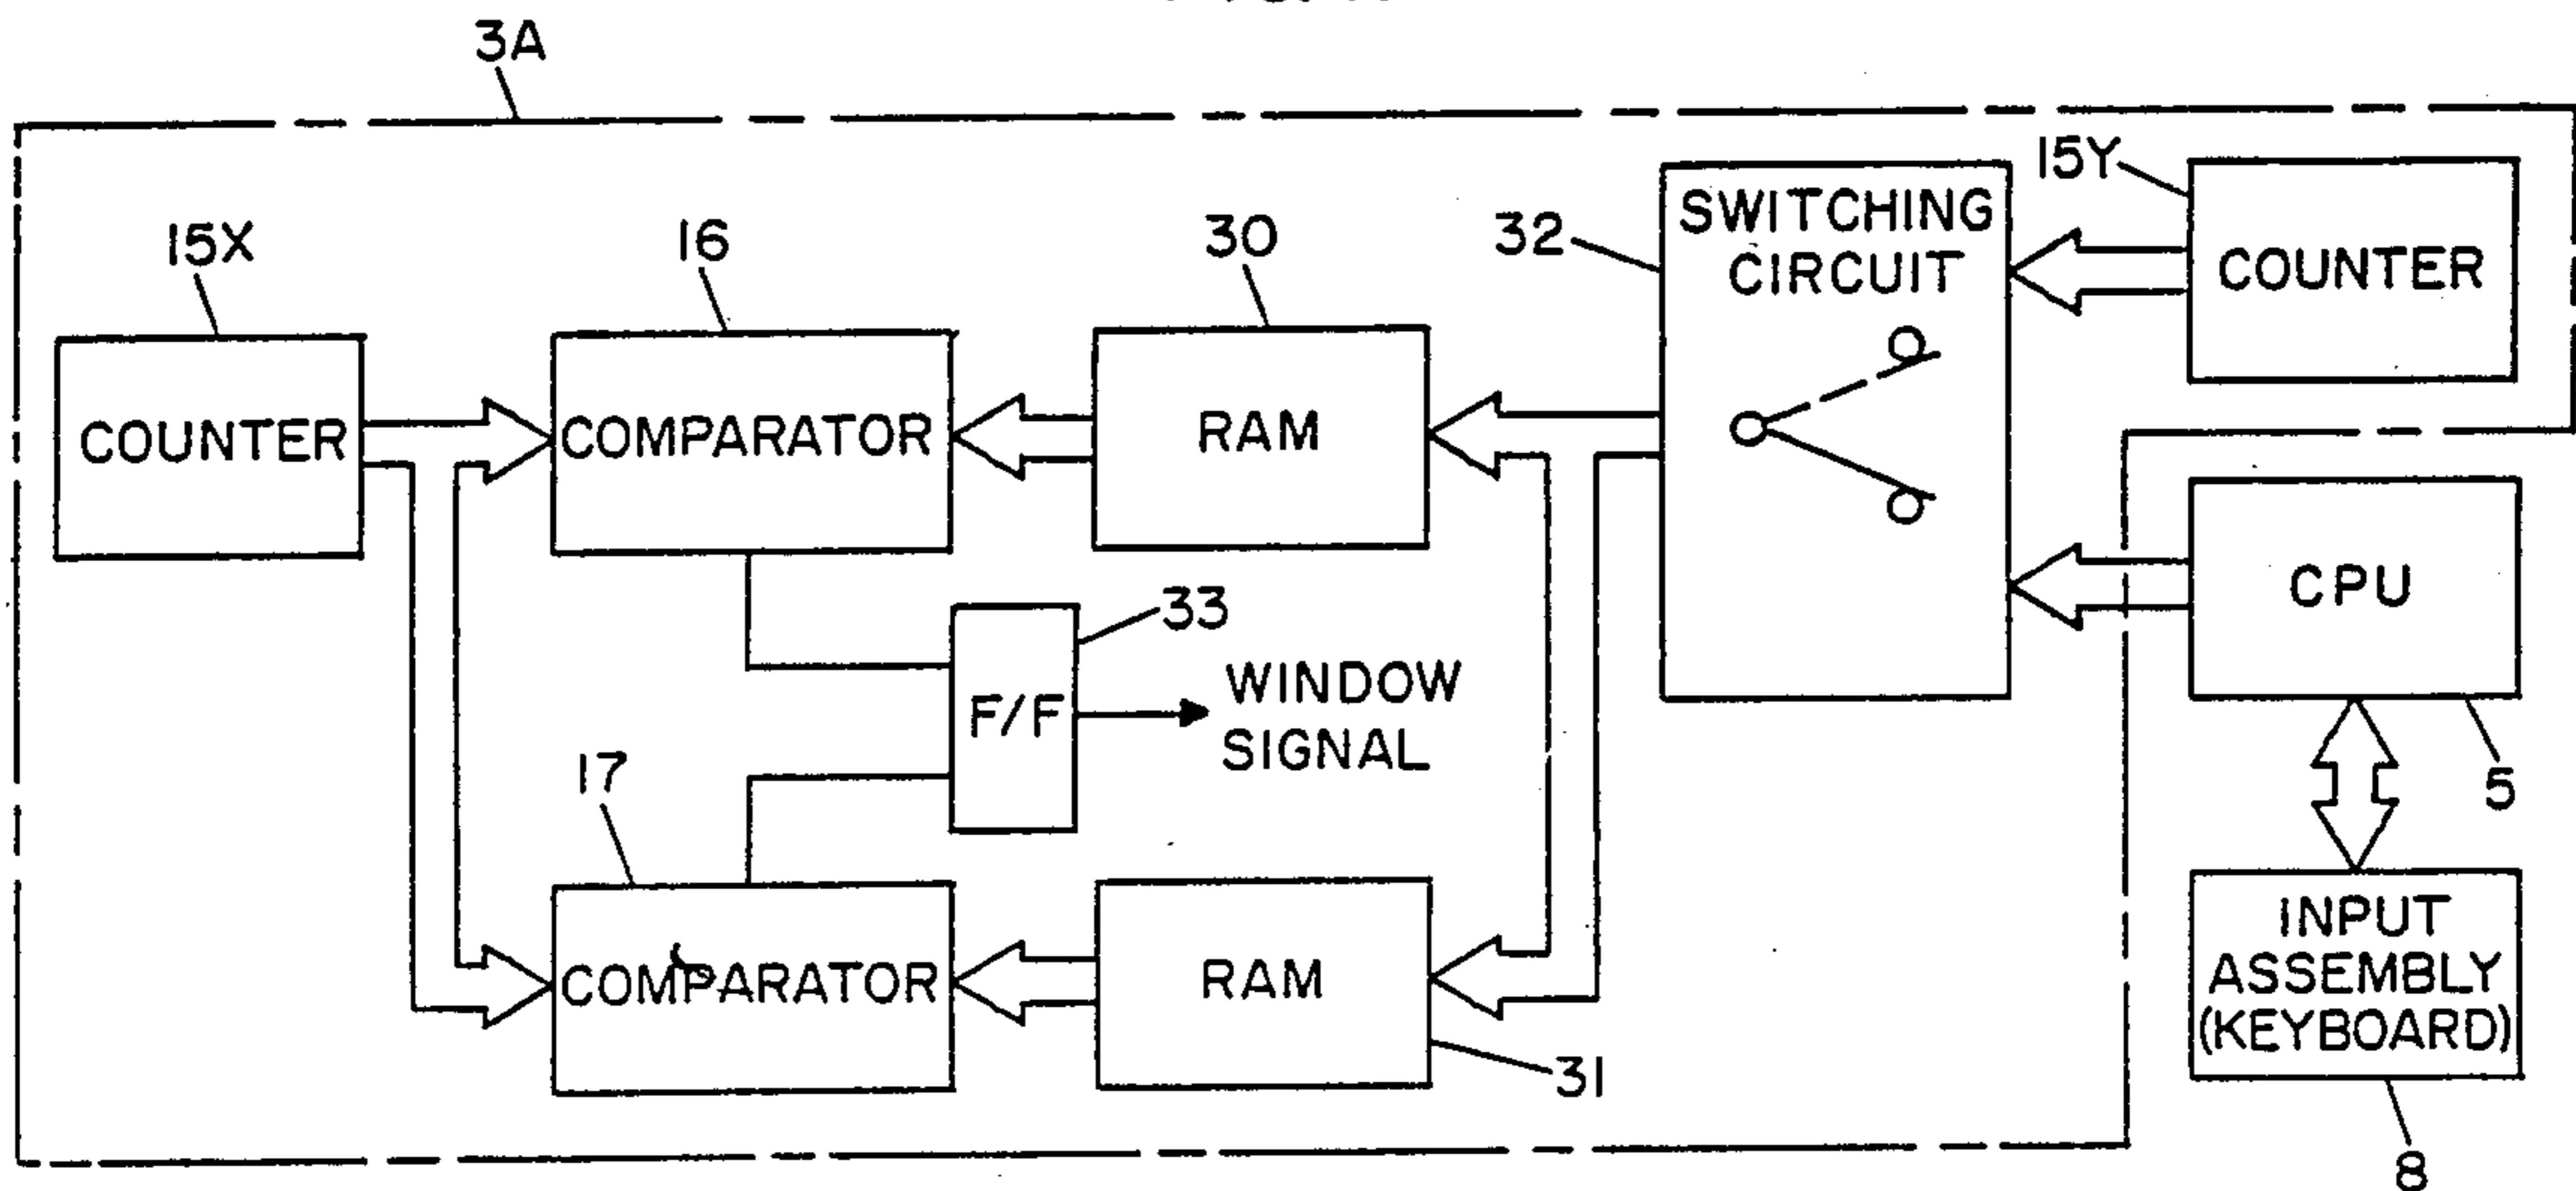 3A
15X
COUNTER
16
COMPARATOR
30
RAM
32
SWITCHING
CIRCUIT
15Y
COUNTER
CPU
5
33
F/F
WINDOW
SIGNAL
17
COMPARATOR
RAM
31
INPUT
ASSEMBLY
(KEYBOARD)
8